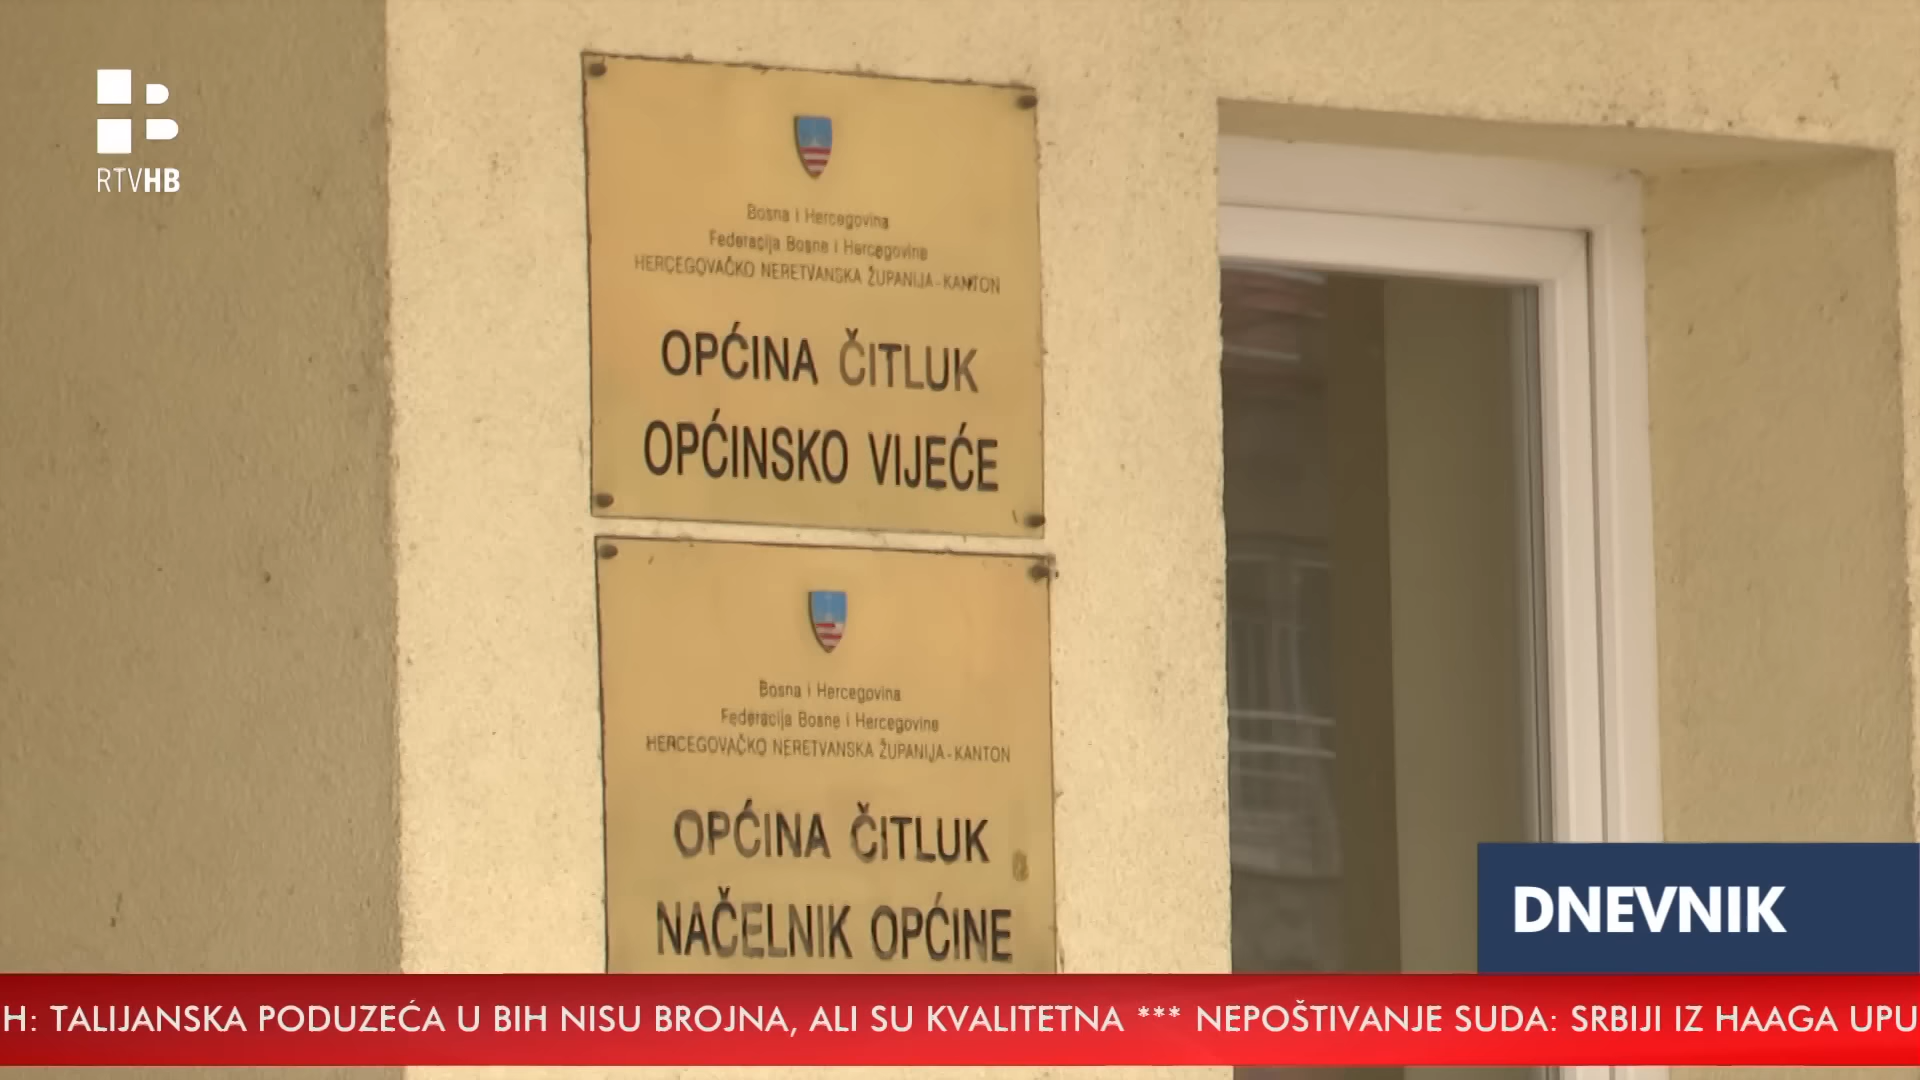 RTVHB
Bosna i Hercegovina
Federacija Bosne i Hercegovine
HERCEGOVAČKO NERETVANSKA ŽUPANIJA-KANTON
OPĆINA ČITLUK
OPĆINSKO VIJEĆE
Bosna i Hercegovina
Federacija Bosne i Hercegovine
HERCEGOVAČKO NERETVANSKA ŽUPANIJA-KANTON
OPĆINA ČITLUK
NAČELNIK OPĆINE
DNEVNIK
H: TALIJANSKA PODUZEĆA U BIH NISU BROJNA, ALI SU KVALITETNA *** NEPOŠTIVANJE SUDA: SRBIJI IZ HAAGA UPU